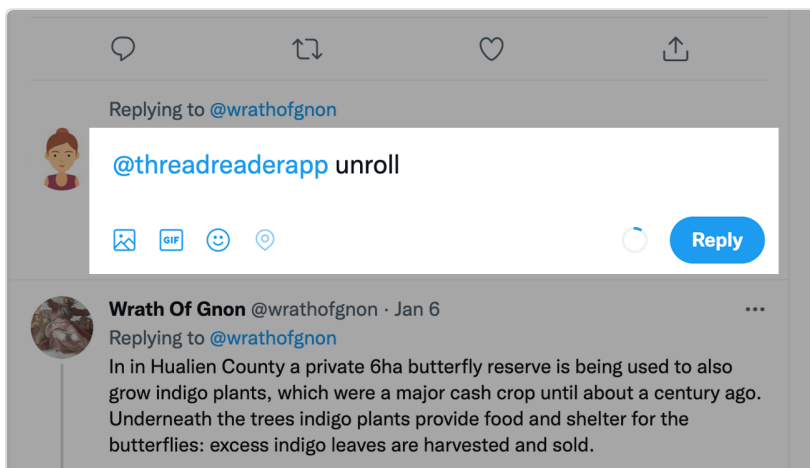 Replying to @wrathofgnon
@threadreaderapp unroll
GIF
Reply
Wrath Of Gnon @wrathofgnon · Jan 6
Replying to @wrathofgnon
In in Hualien County a private 6ha butterfly reserve is being used to also
grow indigo plants, which were a major cash crop until about a century ago.
Underneath the trees indigo plants provide food and shelter for the
butterflies: excess indigo leaves are harvested and sold.